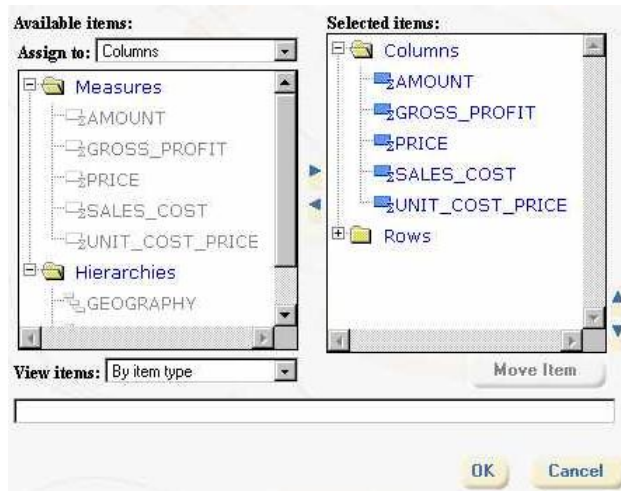 Available items:
Assign to: Columns
Measures
AMOUNT
GROSS_PROFIT
PRICE
SALES_COST
UNIT_COST_PRICE
Hierarchies
GEOGRAPHY
View items: By item type
Selected items:
Columns
AMOUNT
GROSS_PROFIT
PRICE
SALES_COST
UNIT_COST_PRICE
Rows
Move Item
OK Cancel